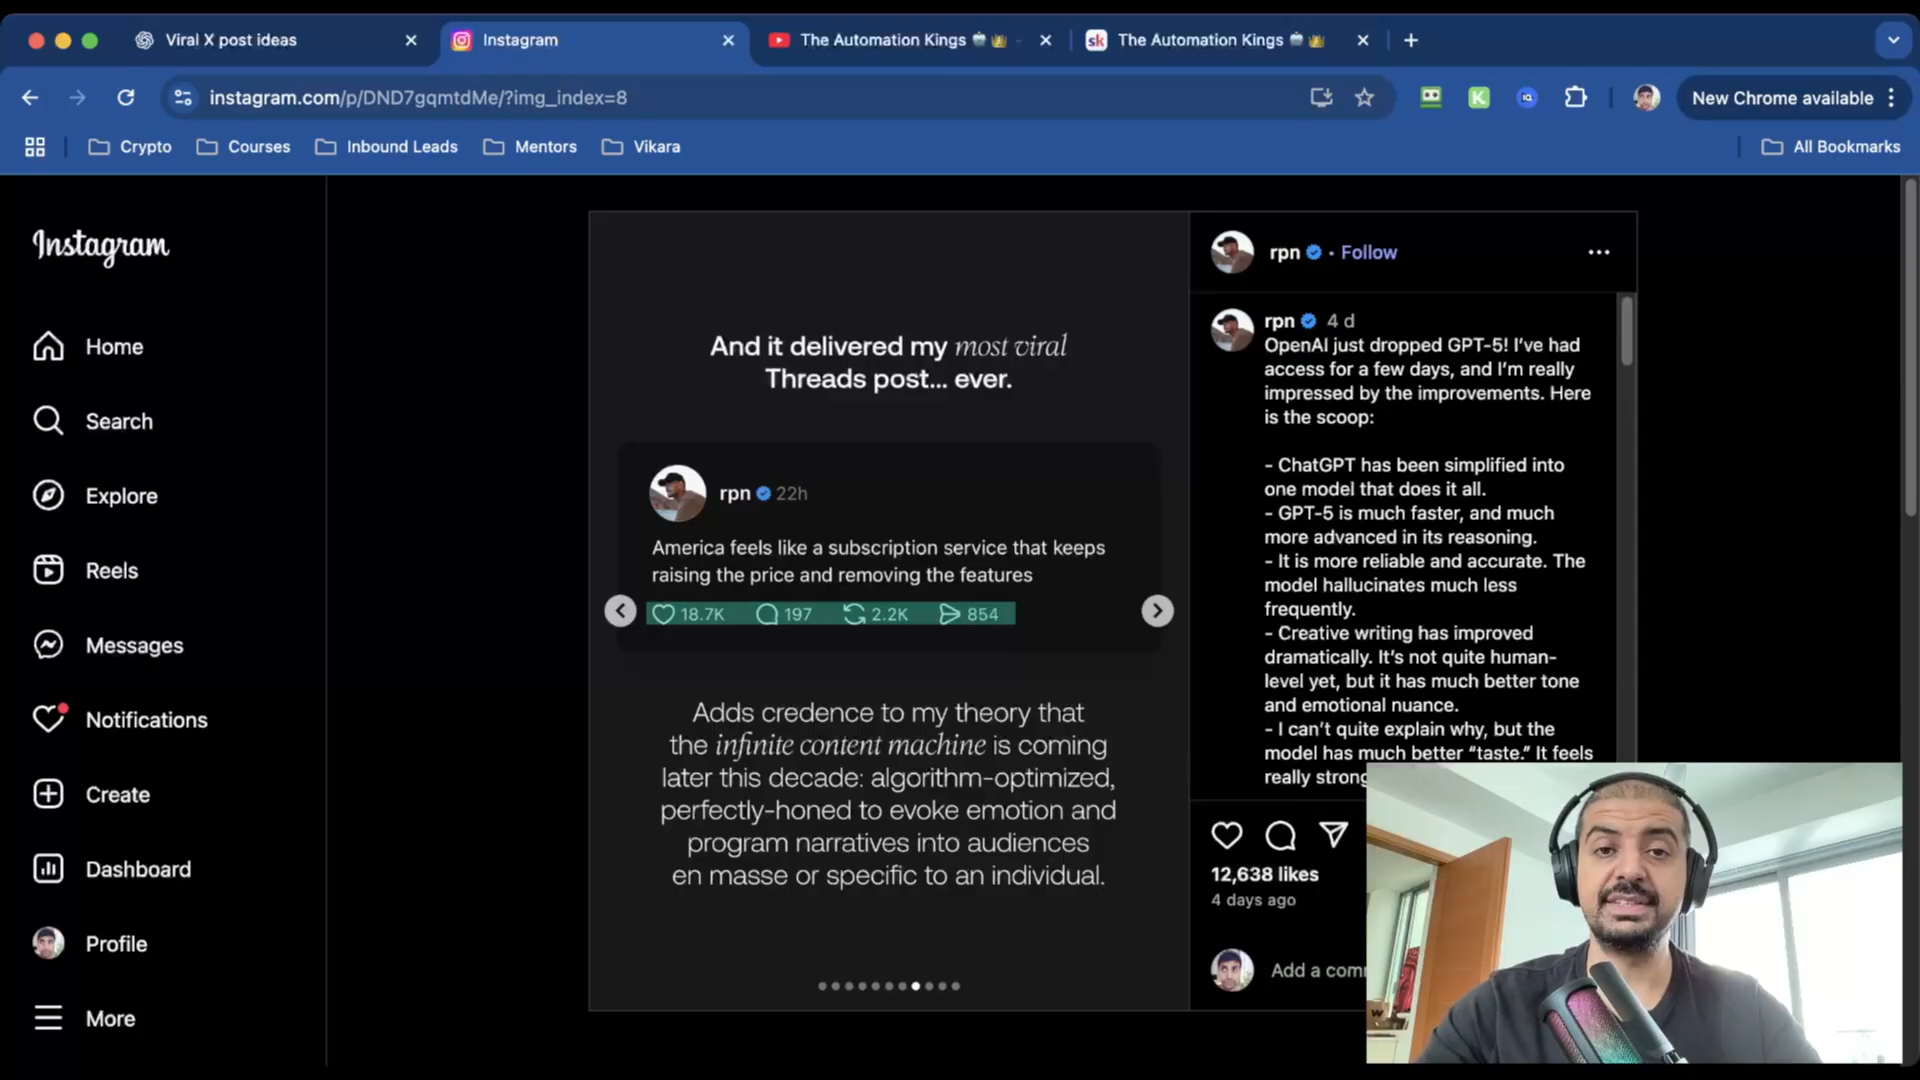 Viral X post ideas
Instagram
The Automation Kings
The Automation Kings
instagram.com/p/DND7gqmtdMe/?img_index=8
New Chrome available
Crypto
Courses
Inbound Leads
Mentors
Vikara
All Bookmarks
Instagram
Home
Search
Explore
Reels
Messages
Notifications
Create
Dashboard
Profile
More
And it delivered my most viral
Threads post... ever.
rpn 22h
America feels like a subscription service that keeps
raising the price and removing the features
18.7K 197 2.2K 854
Adds credence to my theory that
the infinite content machine is coming
later this decade: algorithm-optimized,
perfectly-honed to evoke emotion and
program narratives into audiences
en masse or specific to an individual.
rpn • Follow
rpn 4 d
OpenAI just dropped GPT-5! I've had
access for a few days, and I'm really
impressed by the improvements. Here
is the scoop:
- ChatGPT has been simplified into
one model that does it all.
- GPT-5 is much faster, and much
more advanced in its reasoning.
- It is more reliable and accurate. The
model hallucinates much less
frequently.
- Creative writing has improved
dramatically. It's not quite human-
level yet, but it has much better tone
and emotional nuance.
- I can't quite explain why, but the
model has much better “taste.” It feels
really strong
12,638 likes
4 days ago
Add a com